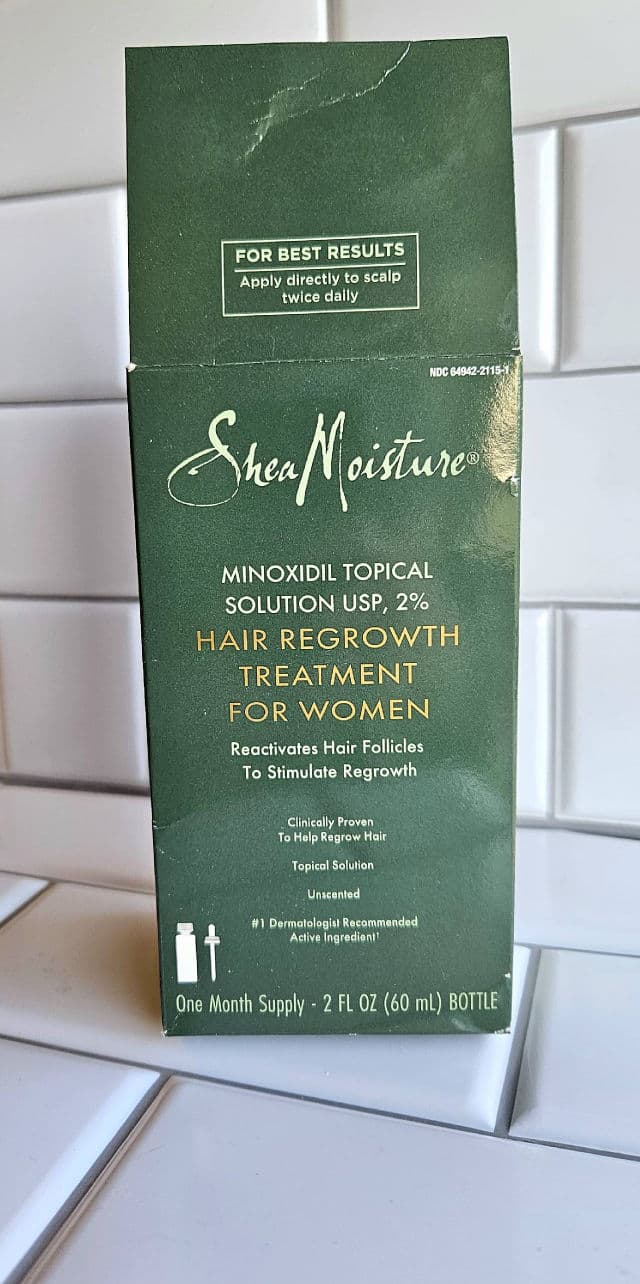 FOR BEST RESULTS
Apply directly to scalp
twice daily
NDC 64942-2115-1
SheaMoisture®
MINOXIDIL TOPICAL
SOLUTION USP, 2%
HAIR REGROWTH
TREATMENT
FOR WOMEN
Reactivates Hair Follicles
To Stimulate Regrowth
Clinically Proven
To Help Regrow Hair
Topical Solution
Unscented
#1 Dermatologist Recommended
Active Ingredient†
One Month Supply - 2 FL OZ (60 mL) BOTTLE